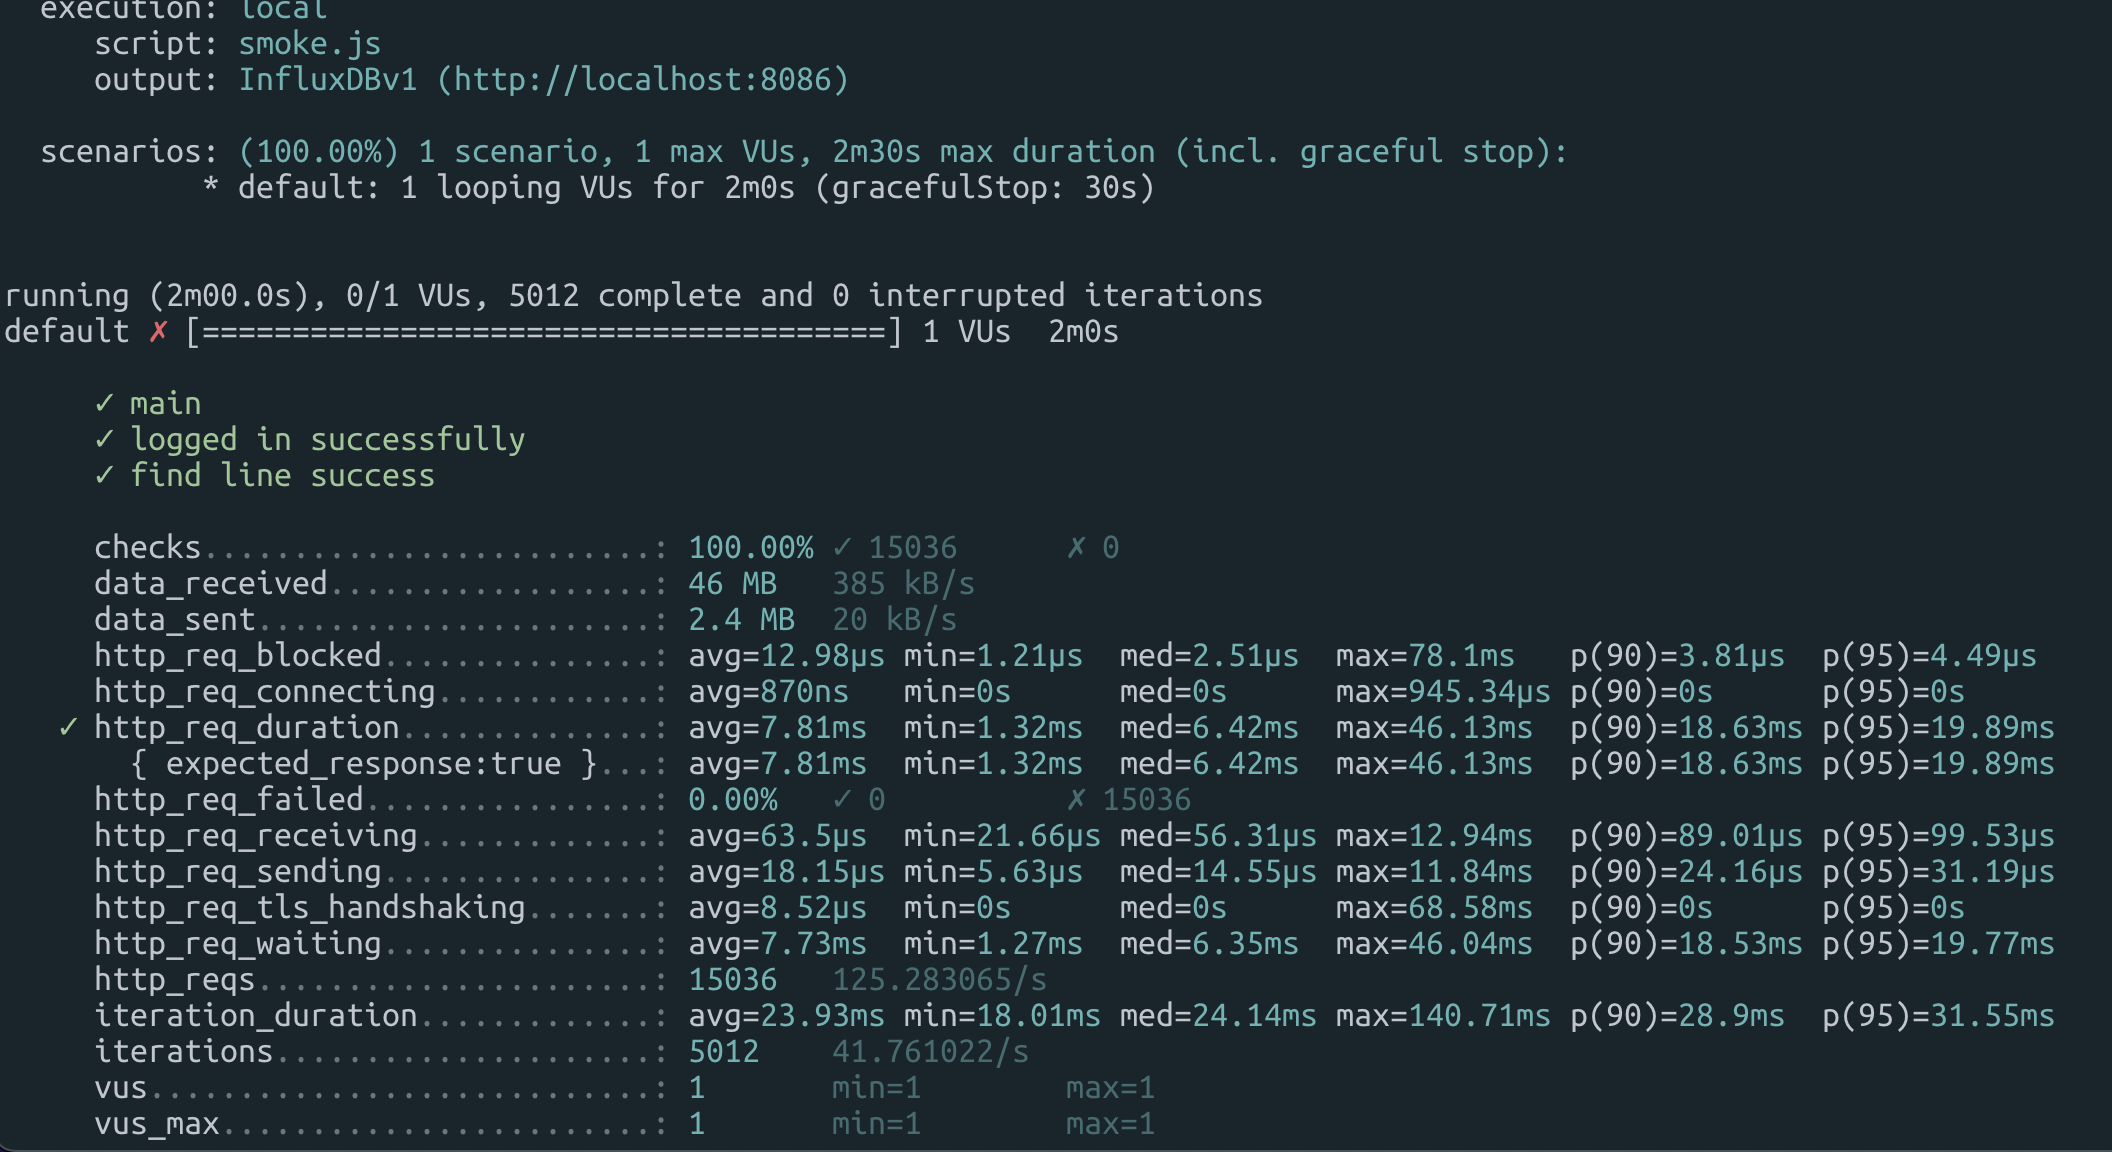 execution: local
script: smoke.js
output: InfluxDBv1 (http://localhost:8086)
scenarios: (100.00%) 1 scenario, 1 max VUs, 2m30s max duration (incl. graceful stop):
* default: 1 looping VUs for 2m0s (gracefulStop: 30s)
running (2m00.0s), 0/1 VUs, 5012 complete and 0 interrupted iterations
default ✗ [======================================] 1 VUs  2m0s
✓ main
✓ logged in successfully
✓ find line success
checks.........................: 100.00% ✓ 15036      ✗ 0
data_received..................: 46 MB   385 kB/s
data_sent......................: 2.4 MB  20 kB/s
http_req_blocked...............: avg=12.98µs min=1.21µs  med=2.51µs  max=78.1ms   p(90)=3.81µs  p(95)=4.49µs
http_req_connecting............: avg=870ns   min=0s      med=0s      max=945.34µs p(90)=0s      p(95)=0s
✓ http_req_duration..............: avg=7.81ms  min=1.32ms  med=6.42ms  max=46.13ms  p(90)=18.63ms p(95)=19.89ms
{ expected_response:true }...: avg=7.81ms  min=1.32ms  med=6.42ms  max=46.13ms  p(90)=18.63ms p(95)=19.89ms
http_req_failed................: 0.00%   ✓ 0          ✗ 15036
http_req_receiving.............: avg=63.5µs  min=21.66µs med=56.31µs max=12.94ms  p(90)=89.01µs p(95)=99.53µs
http_req_sending...............: avg=18.15µs min=5.63µs  med=14.55µs max=11.84ms  p(90)=24.16µs p(95)=31.19µs
http_req_tls_handshaking.......: avg=8.52µs  min=0s      med=0s      max=68.58ms  p(90)=0s      p(95)=0s
http_req_waiting...............: avg=7.73ms  min=1.27ms  med=6.35ms  max=46.04ms  p(90)=18.53ms p(95)=19.77ms
http_reqs......................: 15036   125.283065/s
iteration_duration.............: avg=23.93ms min=18.01ms med=24.14ms max=140.71ms p(90)=28.9ms  p(95)=31.55ms
iterations.....................: 5012    41.761022/s
vus............................: 1       min=1        max=1
vus_max........................: 1       min=1        max=1